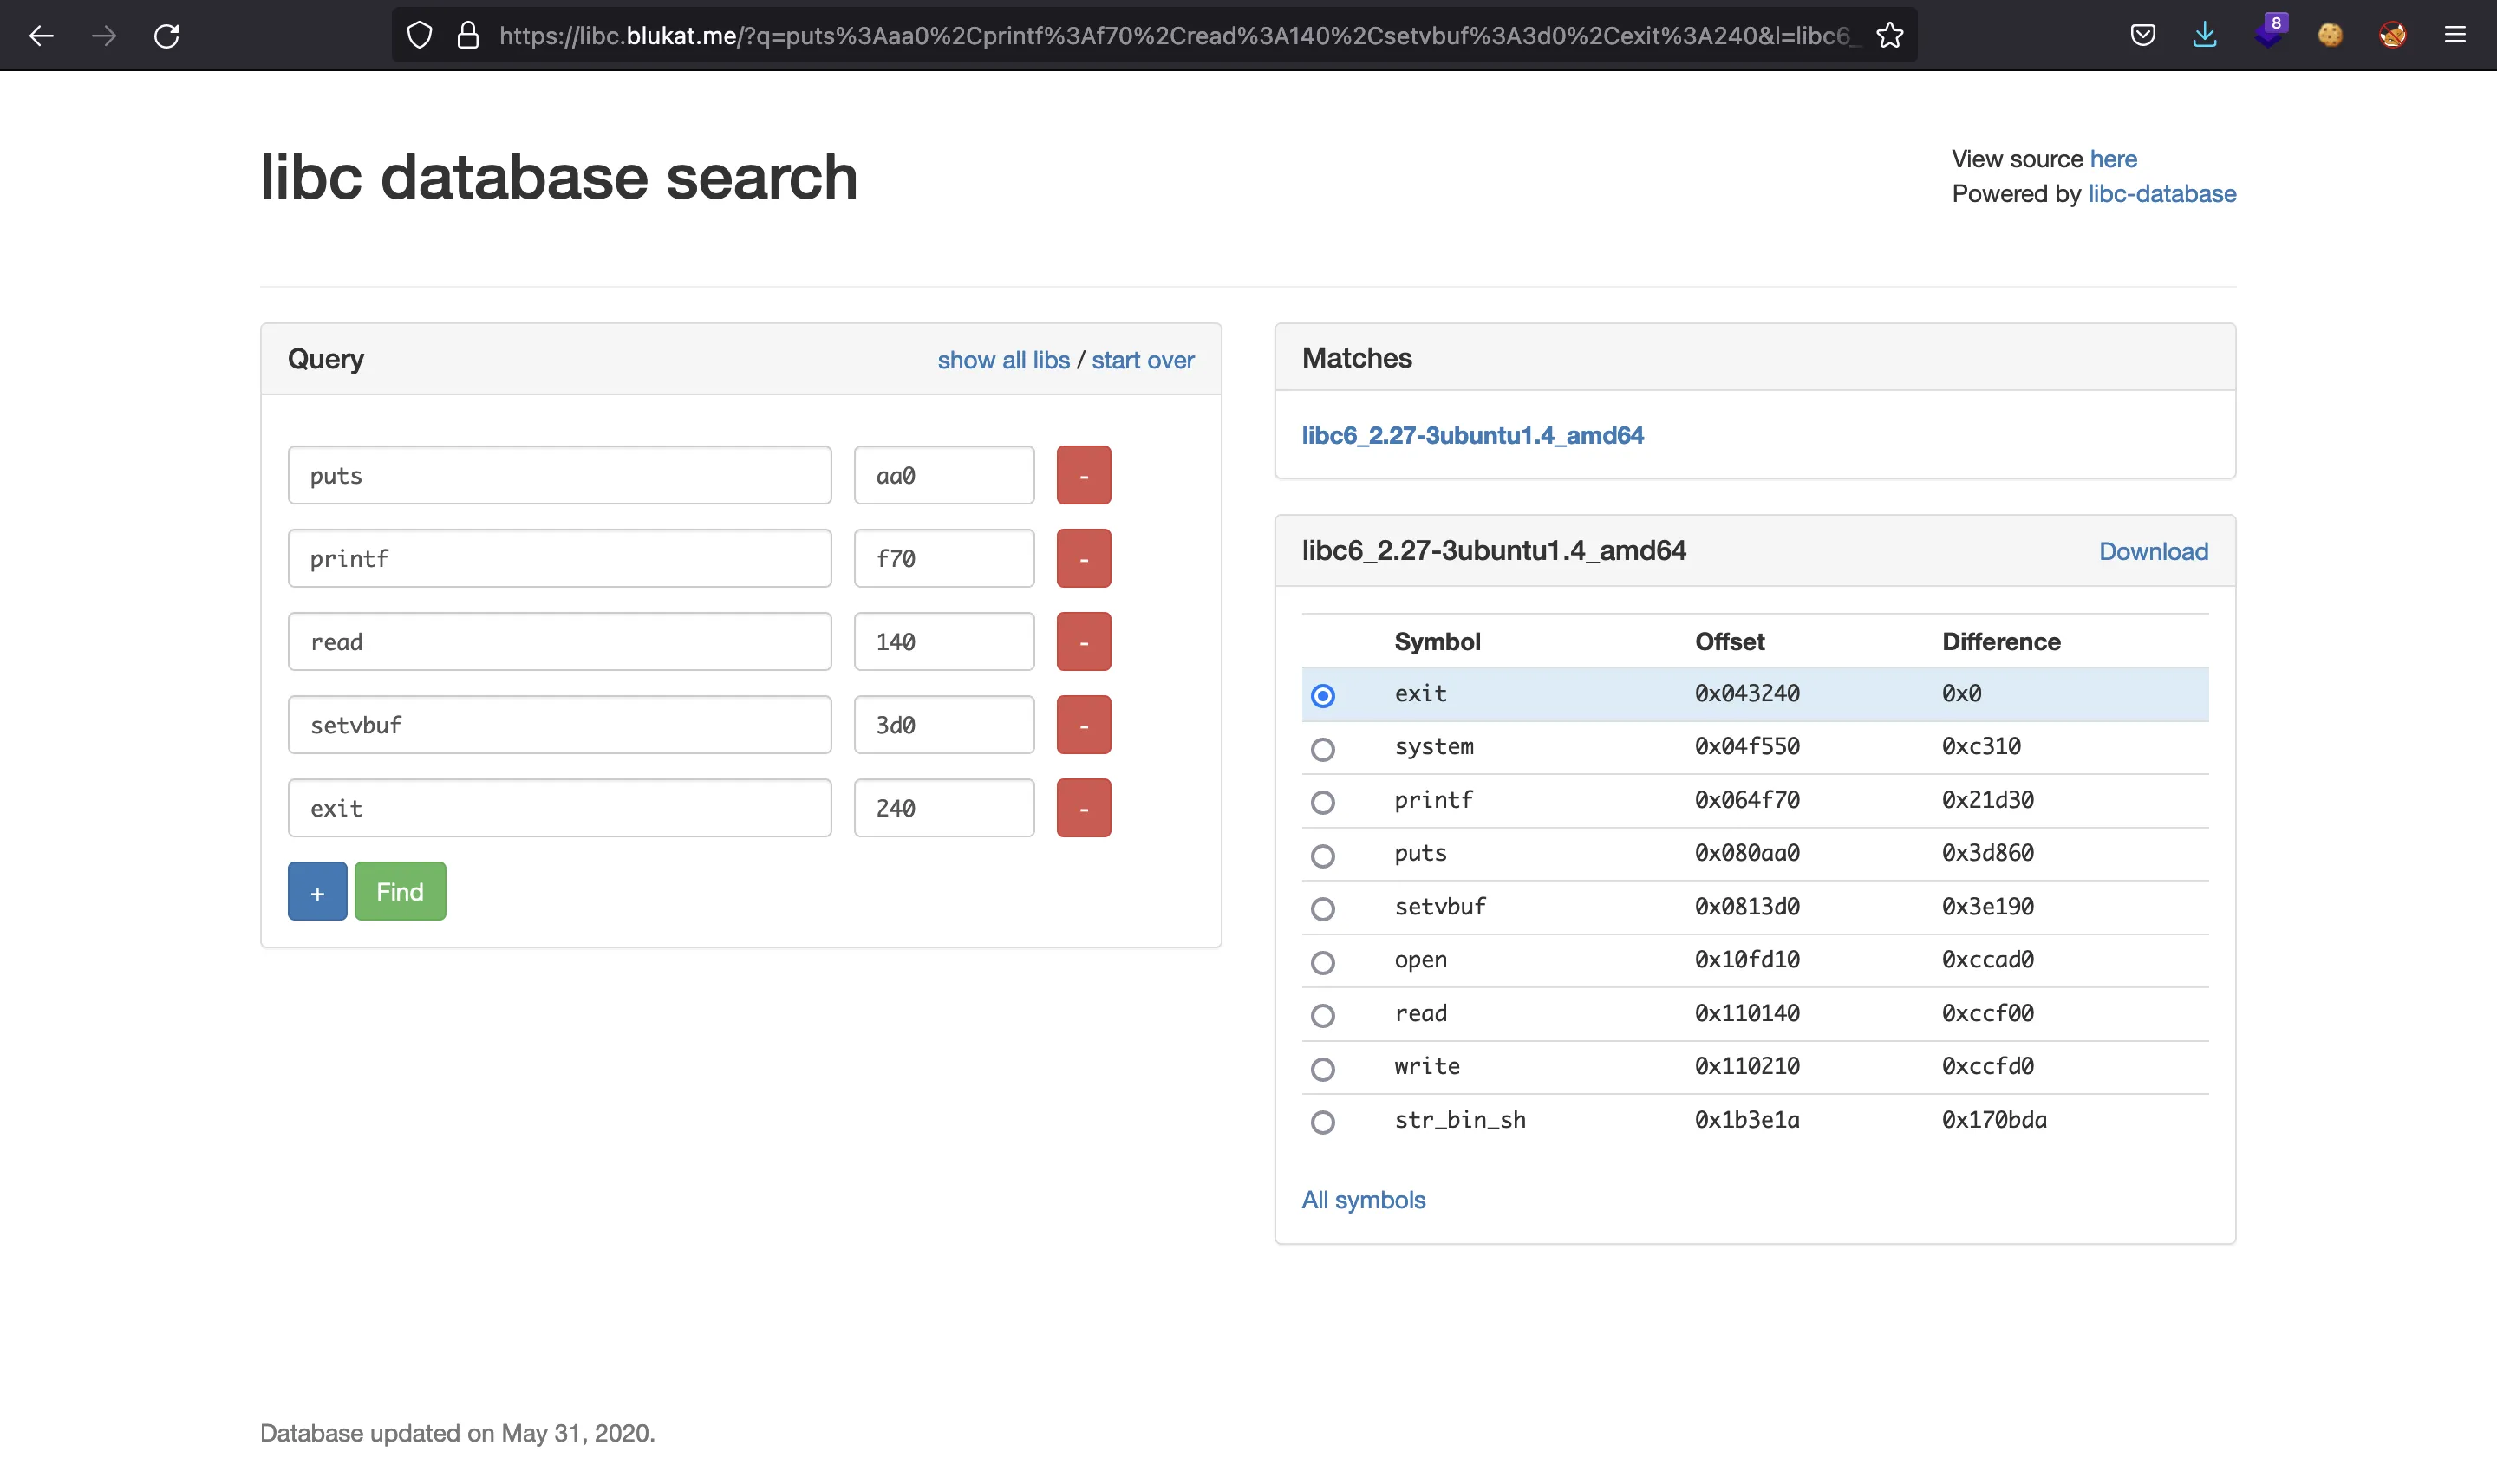 https://libc.blukat.me/?q=puts%3Aaa0%2Cprintf%3Af70%2Cread%3A140%2Csetvbuf%3A3d0%2Cexit%3A240&l=libc6_
8
libc database search
View source here
Powered by libc-database
Query
show all libs / start over
puts aa0 -
printf f70 -
read 140 -
setvbuf 3d0 -
exit 240 -
+ Find
Matches
libc6_2.27-3ubuntu1.4_amd64
libc6_2.27-3ubuntu1.4_amd64 Download
Symbol Offset Difference
exit 0x043240 0x0
system 0x04f550 0xc310
printf 0x064f70 0x21d30
puts 0x080aa0 0x3d860
setvbuf 0x0813d0 0x3e190
open 0x10fd10 0xccad0
read 0x110140 0xccf00
write 0x110210 0xccfd0
str_bin_sh 0x1b3e1a 0x170bda
All symbols
Database updated on May 31, 2020.